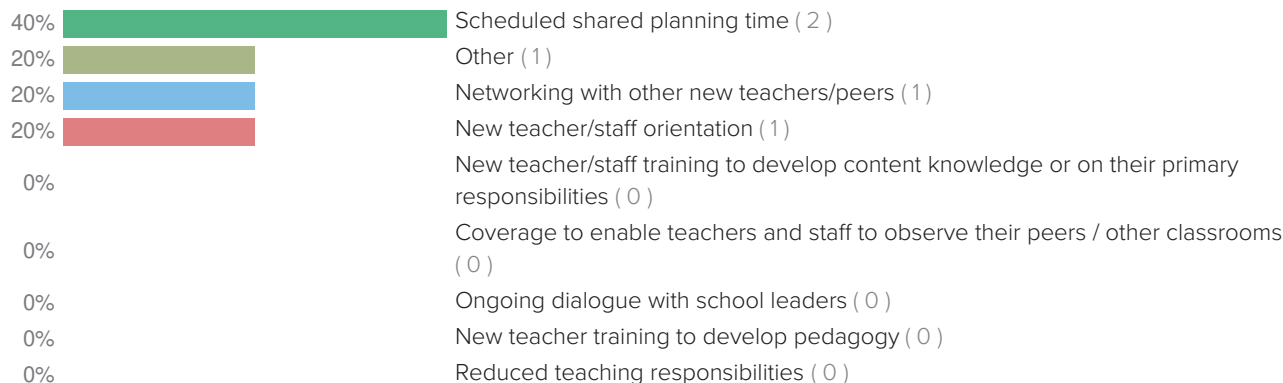 40% Scheduled shared planning time ( 2 )
20% Other ( 1 )
20% Networking with other new teachers/peers ( 1 )
20% New teacher/staff orientation ( 1 )
0% New teacher/staff training to develop content knowledge or on their primary
responsibilities ( 0 )
0% Coverage to enable teachers and staff to observe their peers / other classrooms
( 0 )
0% Ongoing dialogue with school leaders ( 0 )
0% New teacher training to develop pedagogy ( 0 )
0% Reduced teaching responsibilities ( 0 )